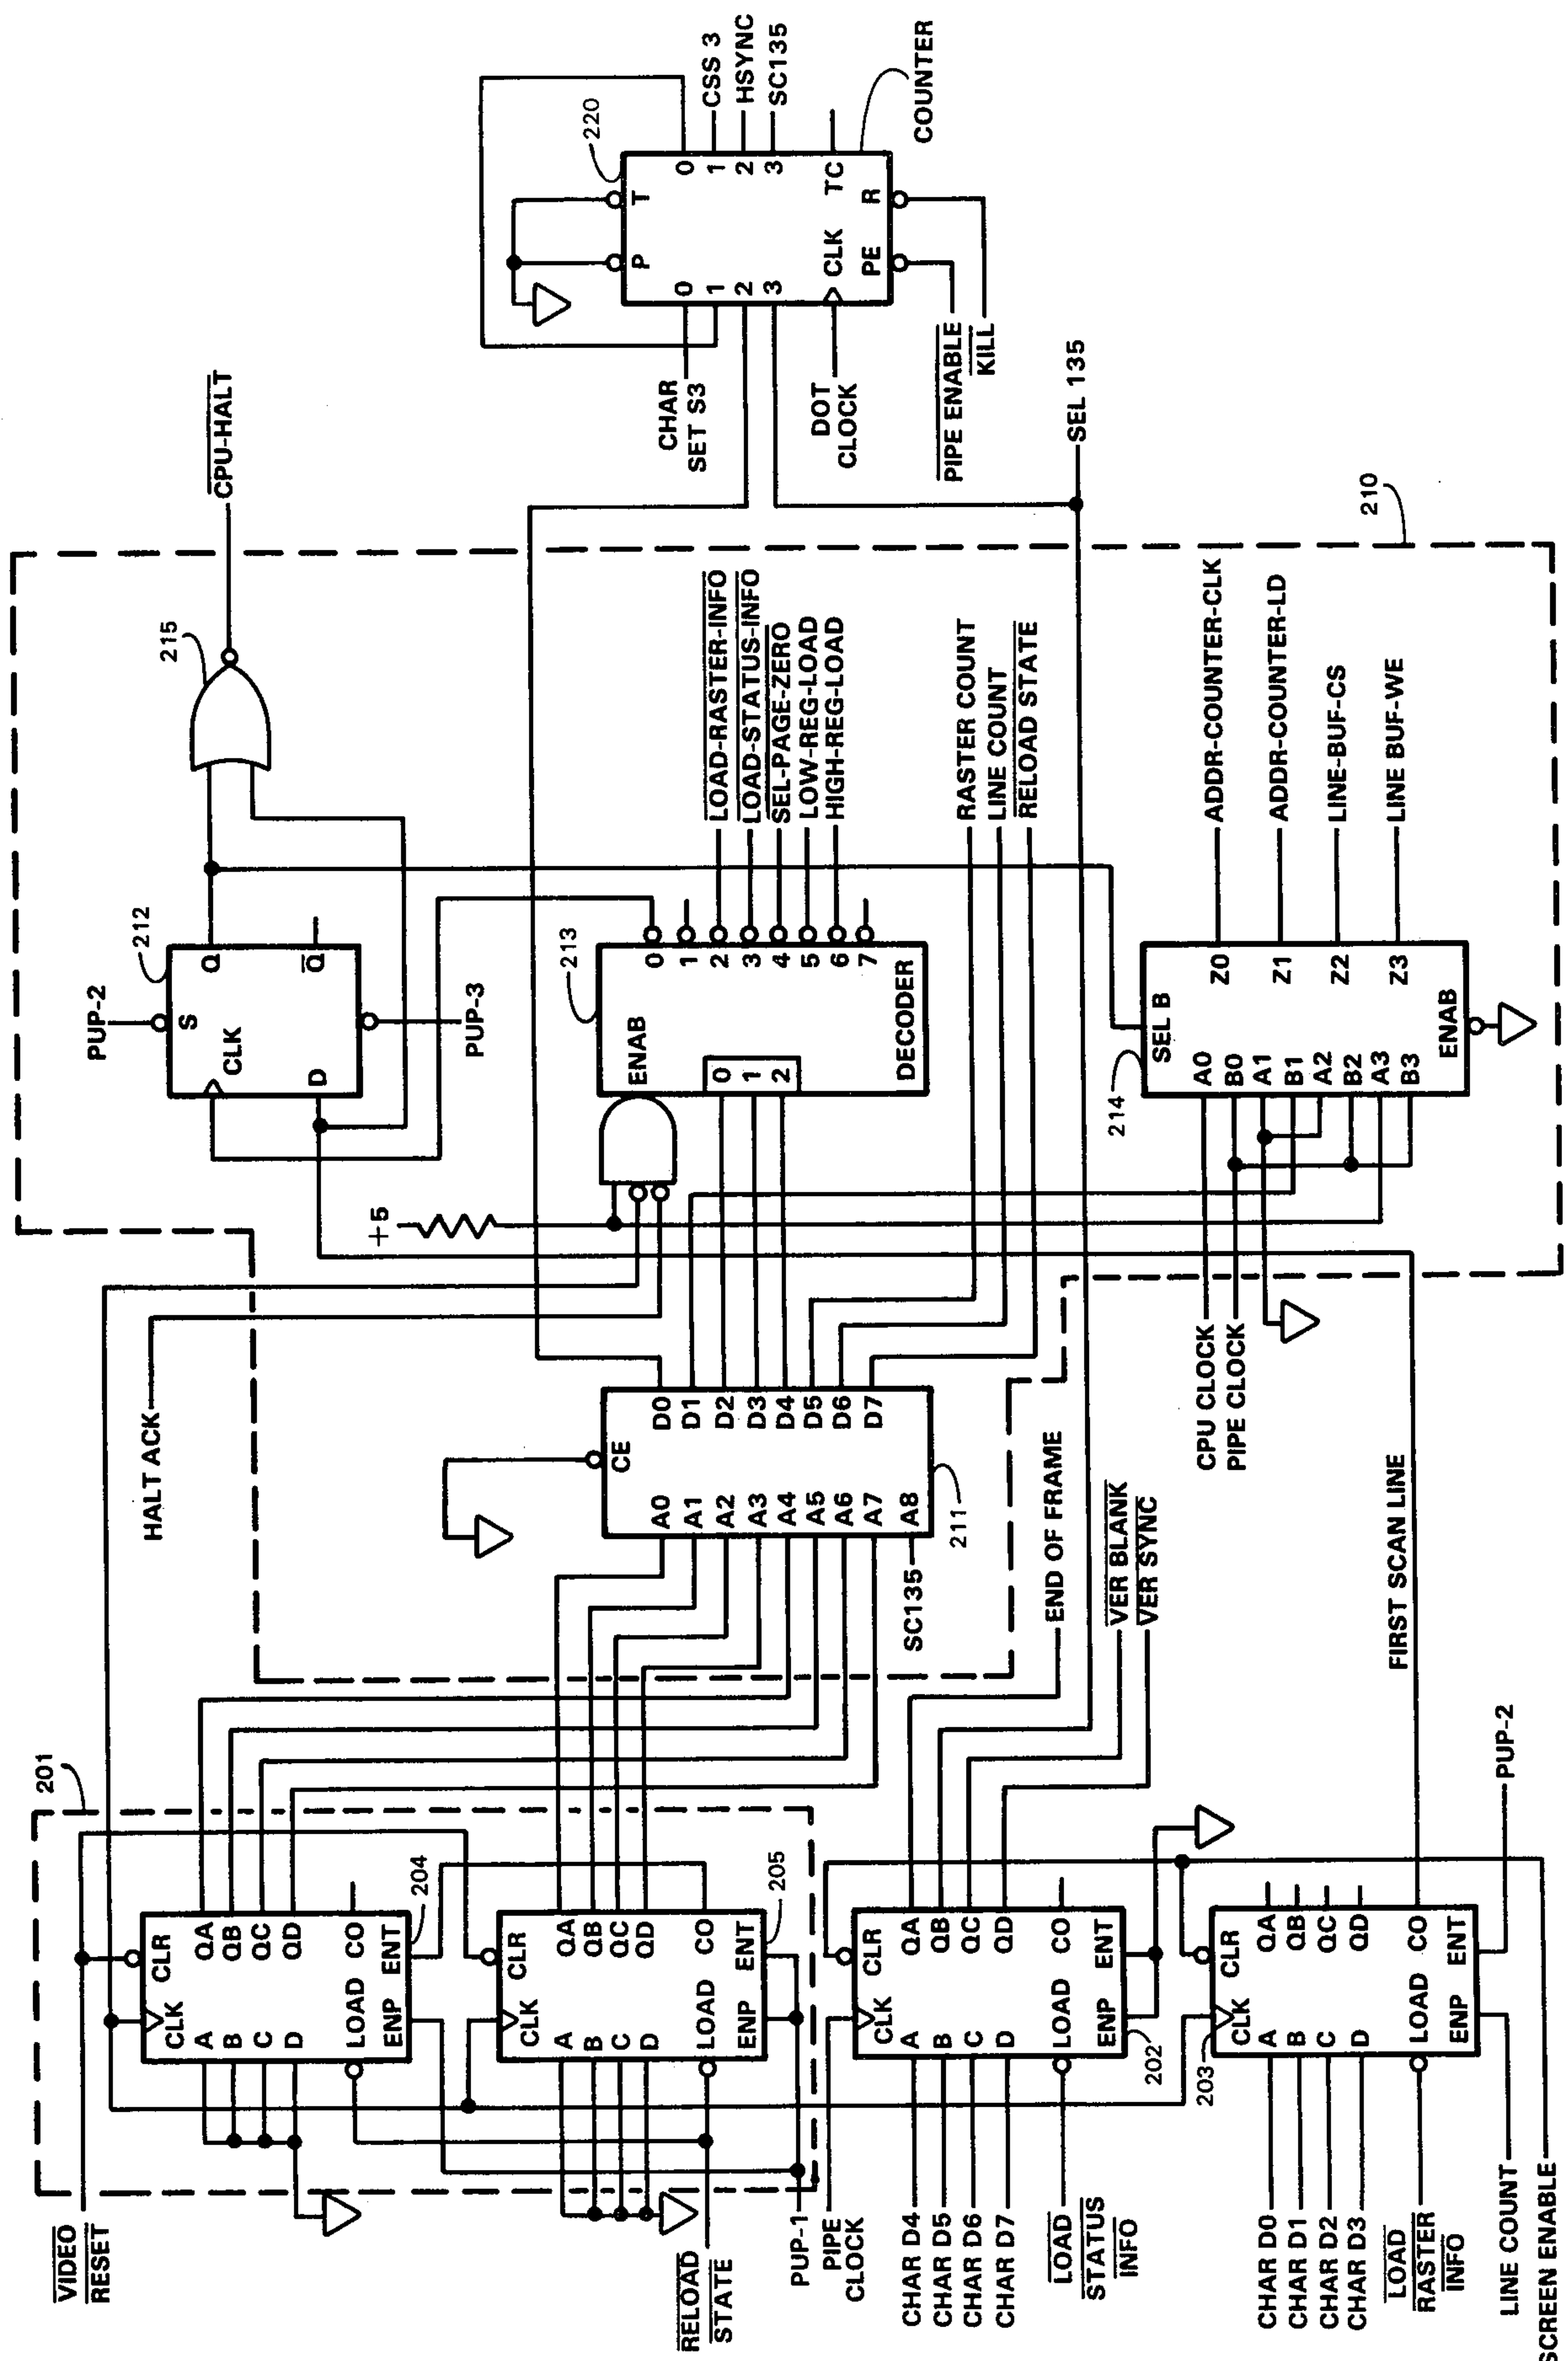 201
VIDEO
RESET
CLK
CLR
A
B
C
D
QA
QB
QC
QD
LOAD
CO
ENP
ENT
204
CLK
CLR
A
B
C
D
QA
QB
QC
QD
LOAD
CO
ENP
ENT
205
RELOAD
STATE
PUP-1
PIPE
CLOCK
CLK
CLR
A
B
C
D
QA
QB
QC
QD
LOAD
CO
ENP
ENT
202
CHAR D4
CHAR D5
CHAR D6
CHAR D7
LOAD
STATUS
INFO
203
CLK
CLR
A
B
C
D
QA
QB
QC
QD
LOAD
CO
ENP
ENT
CHAR D0
CHAR D1
CHAR D2
CHAR D3
LOAD
RASTER
INFO
LINE COUNT
SCREEN ENABLE
PUP-2
END OF FRAME
VER BLANK
VER SYNC
FIRST SCAN LINE
HALT ACK
CE
A0
A1
A2
A3
A4
A5
A6
A7
A8
D0
D1
D2
D3
D4
D5
D6
D7
SC135
211
+5
PUP-2
212
S
CLK
D
Q
Q
PUP-3
215
CPU-HALT
213
ENAB
0
1
2
DECODER
0
1
2
3
4
5
6
7
LOAD-RASTER-INFO
LOAD-STATUS-INFO
SEL-PAGE-ZERO
LOW-REG-LOAD
HIGH-REG-LOAD
RASTER COUNT
LINE COUNT
RELOAD STATE
CPU CLOCK
PIPE CLOCK
214
SEL B
A0
B0
A1
B1
A2
B2
A3
B3
ENAB
Z0
Z1
Z2
Z3
ADDR-COUNTER-CLK
ADDR-COUNTER-LD
LINE-BUF-CS
LINE BUF-WE
210
SEL 135
220
P
T
0
1
2
3
CLK
PE
R
TC
0
1
2
3
CHAR
SET S3
DOT
CLOCK
PIPE ENABLE
KILL
CSS 3
HSYNC
SC135
COUNTER